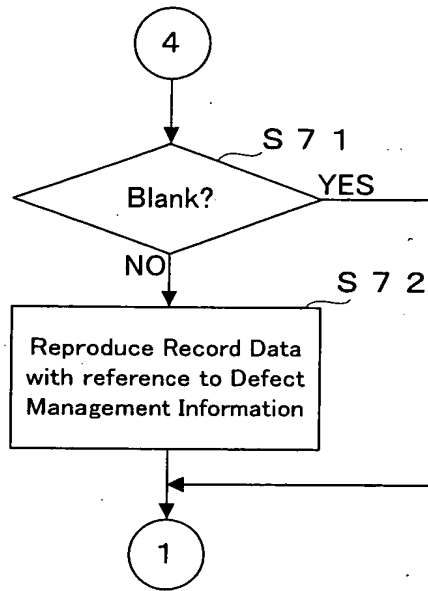 4
S 7 1
Blank?
YES
NO
S 7 2
Reproduce Record Data
with reference to Defect
Management Information
1